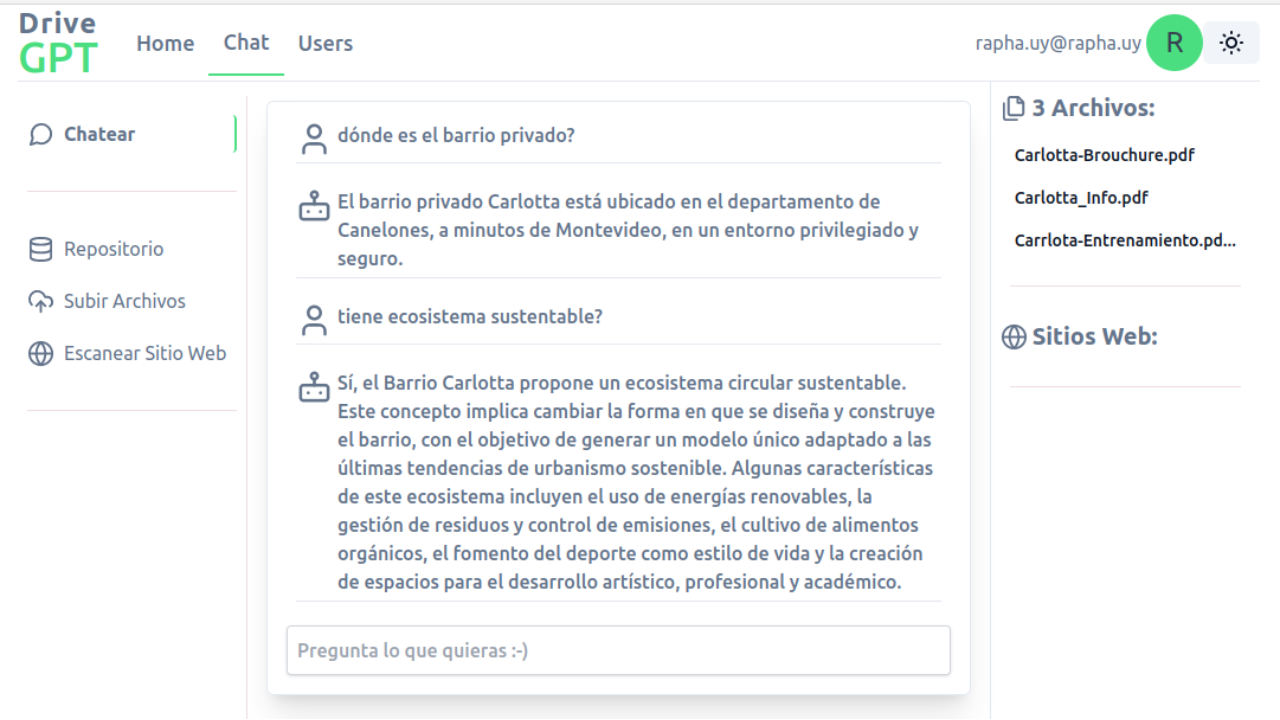 Drive
GPT
Home
Chat
Users
rapha.uy@rapha.uy
R
Chatear
Repositorio
Subir Archivos
Escanear Sitio Web
dónde es el barrio privado?
El barrio privado Carlotta está ubicado en el departamento de
Canelones, a minutos de Montevideo, en un entorno privilegiado y
seguro.
tiene ecosistema sustentable?
Sí, el Barrio Carlotta propone un ecosistema circular sustentable.
Este concepto implica cambiar la forma en que se diseña y construye
el barrio, con el objetivo de generar un modelo único adaptado a las
últimas tendencias de urbanismo sostenible. Algunas características
de este ecosistema incluyen el uso de energías renovables, la
gestión de residuos y control de emisiones, el cultivo de alimentos
orgánicos, el fomento del deporte como estilo de vida y la creación
de espacios para el desarrollo artístico, profesional y académico.
Pregunta lo que quieras :-)
3 Archivos:
Carlotta-Brouchure.pdf
Carlotta_Info.pdf
Carrlota-Entrenamiento.pd...
Sitios Web: